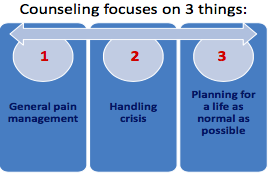 Counseling focuses on 3 things:
1
2
3
General pain
management
Handling
crisis
Planning for
a life as
normal as
possible